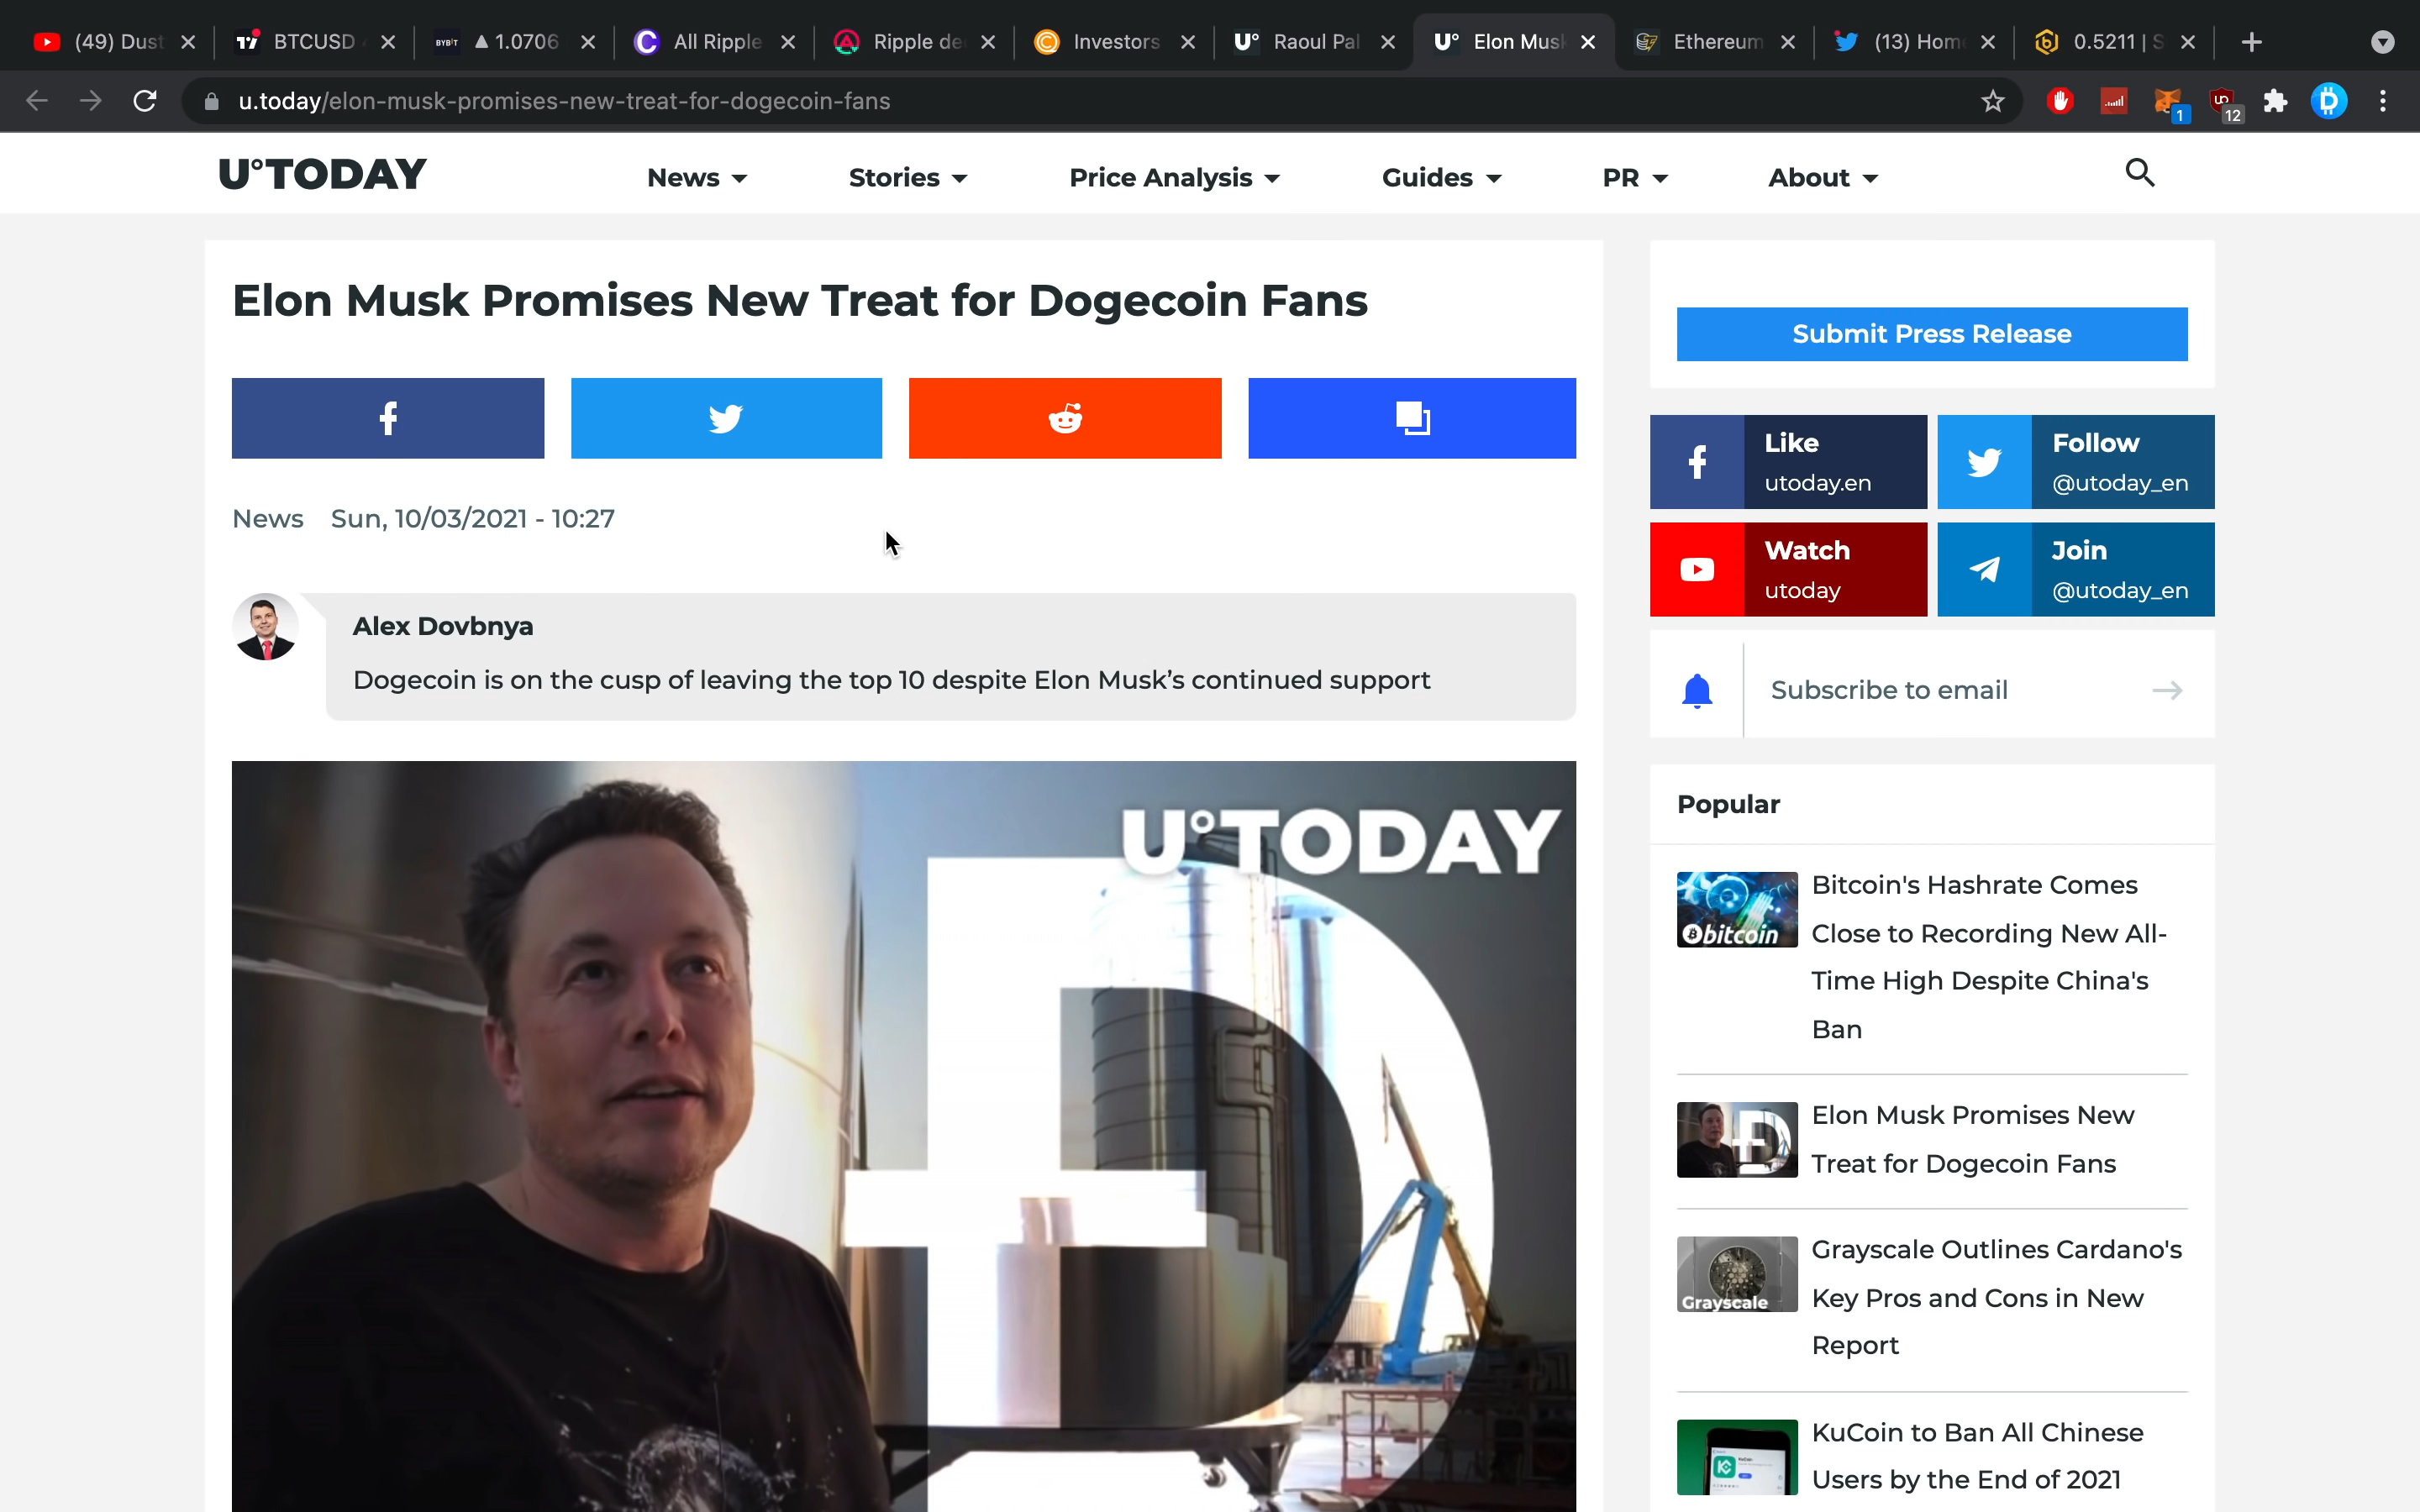 (49) Dust
BTCUSD
BYBIT
▲ 1.0706
All Ripple
Ripple de
Investors
U° Raoul Pal
U° Elon Musk
Ethereum
(13) Home
0.5211 | S
u.today/elon-musk-promises-new-treat-for-dogecoin-fans
1
12
U°TODAY
News
Stories
Price Analysis
Guides
PR
About
Elon Musk Promises New Treat for Dogecoin Fans
News Sun, 10/03/2021 - 10:27
Alex Dovbnya
Dogecoin is on the cusp of leaving the top 10 despite Elon Musk’s continued support
U°TODAY
Submit Press Release
Like
utoday.en
Follow
@utoday_en
Watch
utoday
Join
@utoday_en
Subscribe to email
Popular
bitcoin
Bitcoin's Hashrate Comes
Close to Recording New All-
Time High Despite China's
Ban
Elon Musk Promises New
Treat for Dogecoin Fans
Grayscale
Grayscale Outlines Cardano's
Key Pros and Cons in New
Report
KuCoin to Ban All Chinese
Users by the End of 2021